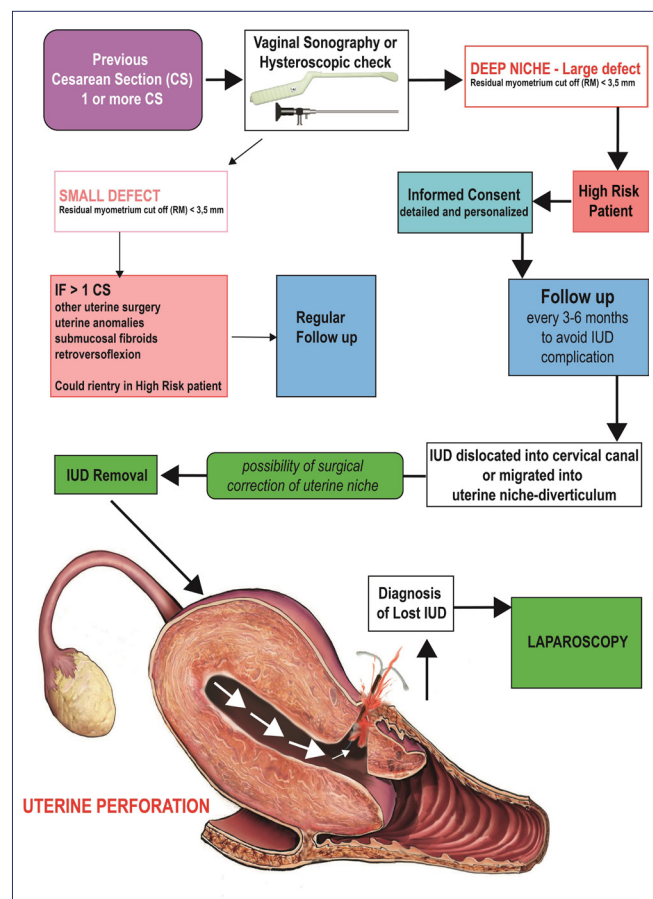 Previous
Cesarean Section (CS)
1 or more CS
Vaginal Sonography or
Hysteroscopic check
DEEP NICHE - Large defect
Residual myometrium cut off (RM) < 3,5 mm
SMALL DEFECT
Residual myometrium cut off (RM) < 3,5 mm
Informed Consent
detailed and personalized
High Risk
Patient
IF > 1 CS
other uterine surgery
uterine anomalies
submucosal fibroids
retroversoflexion
Could rientry in High Risk patient
Regular
Follow up
Follow up
every 3-6 months
to avoid IUD
complication
IUD Removal
possibility of surgical
correction of uterine niche
IUD dislocated into cervical canal
or migrated into
uterine niche-diverticulum
Diagnosis
of Lost IUD
LAPAROSCOPY
UTERINE PERFORATION